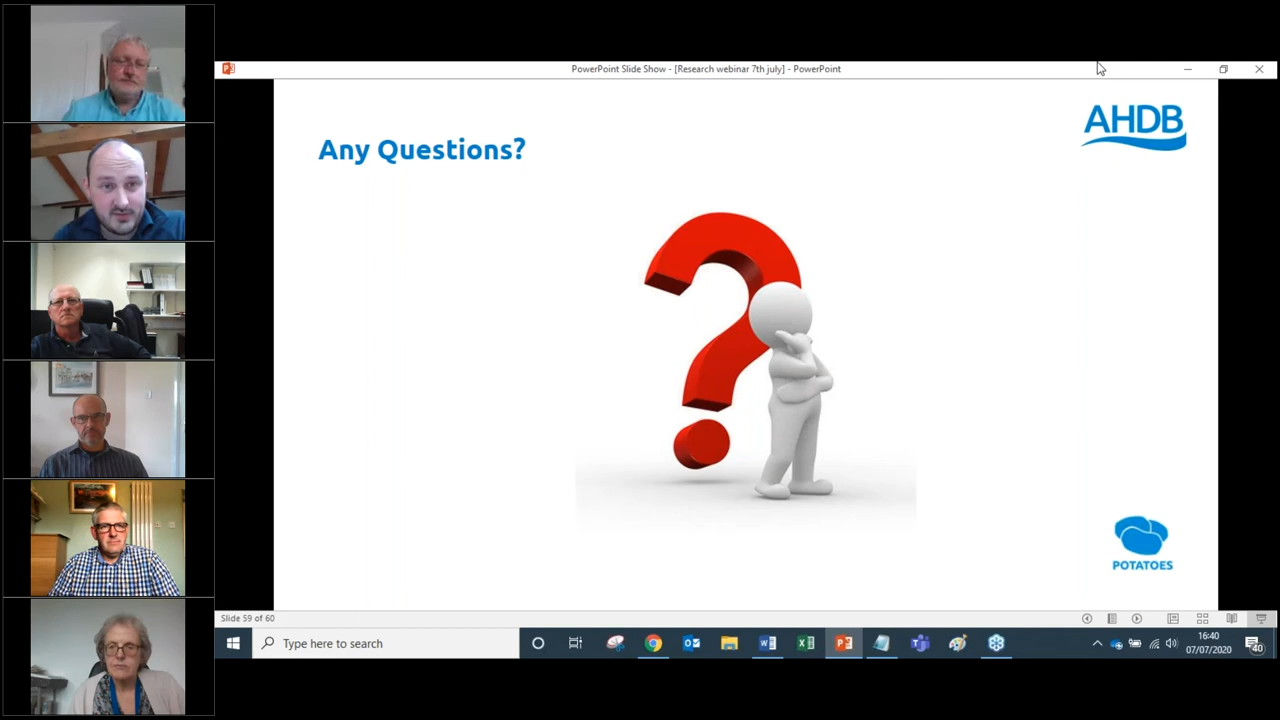 PowerPoint Slide Show - [Research webinar 7th july] - PowerPoint
AHDB
Any Questions?
POTATOES
Slide 59 of 60
Type here to search
16:40
07/07/2020
40